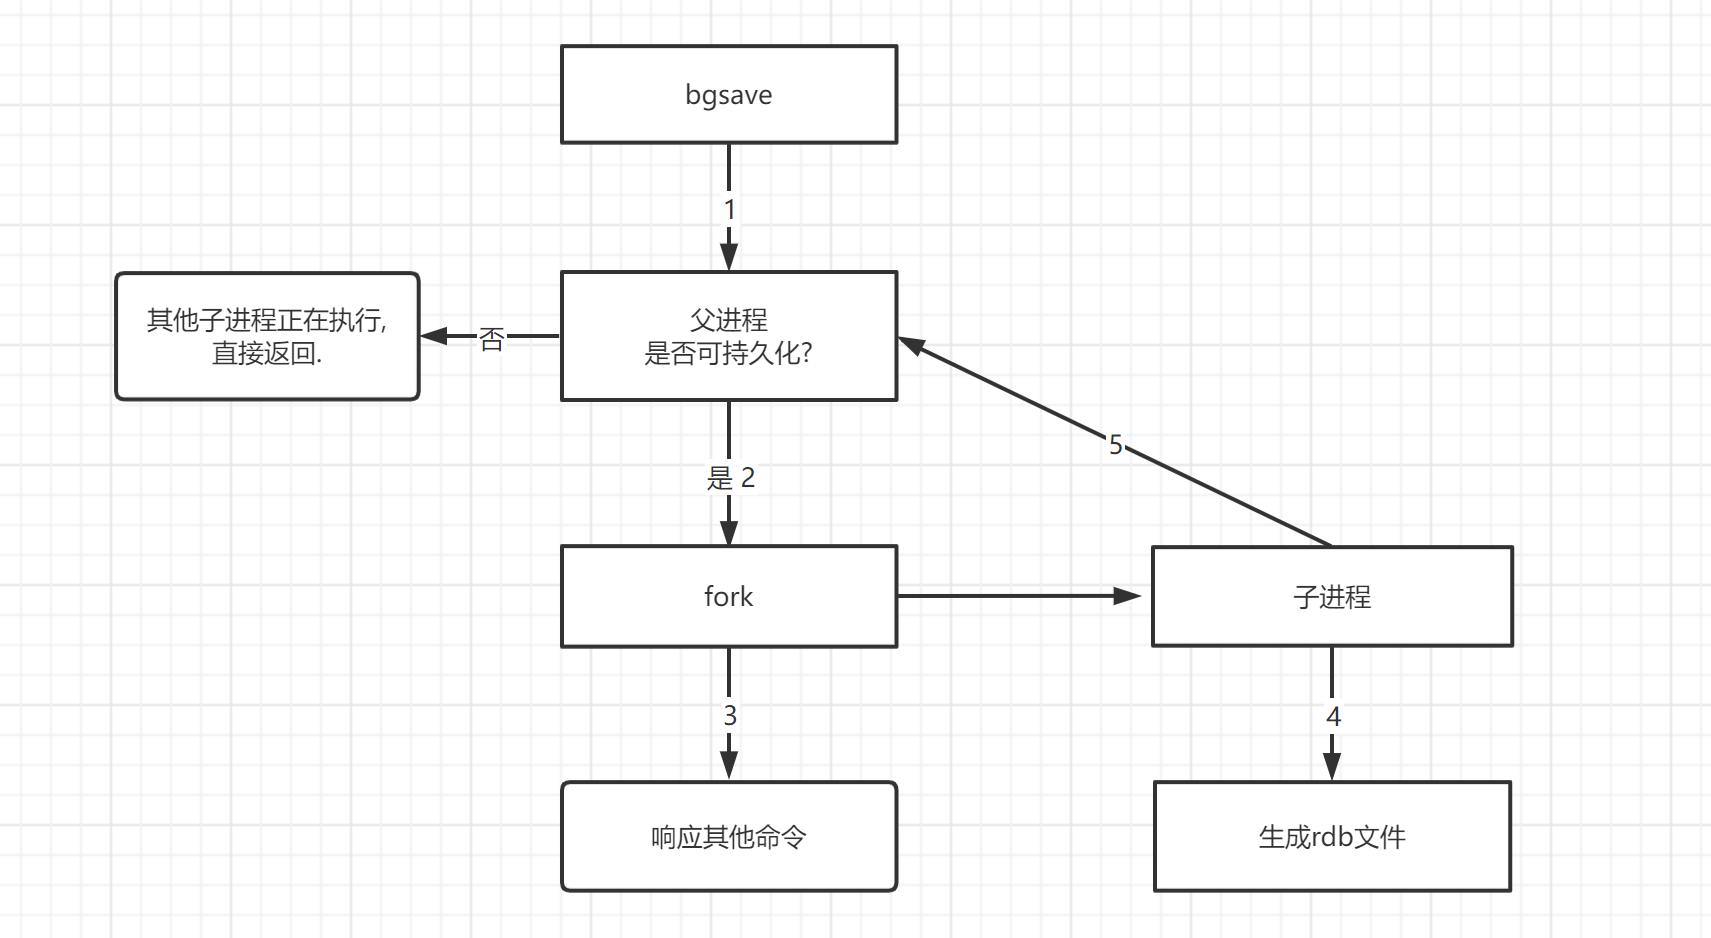 bgsave
1
其他子进程正在执行,
直接返回.
否
父进程
是否可持久化?
5
是 2
fork
子进程
3
4
响应其他命令
生成rdb文件